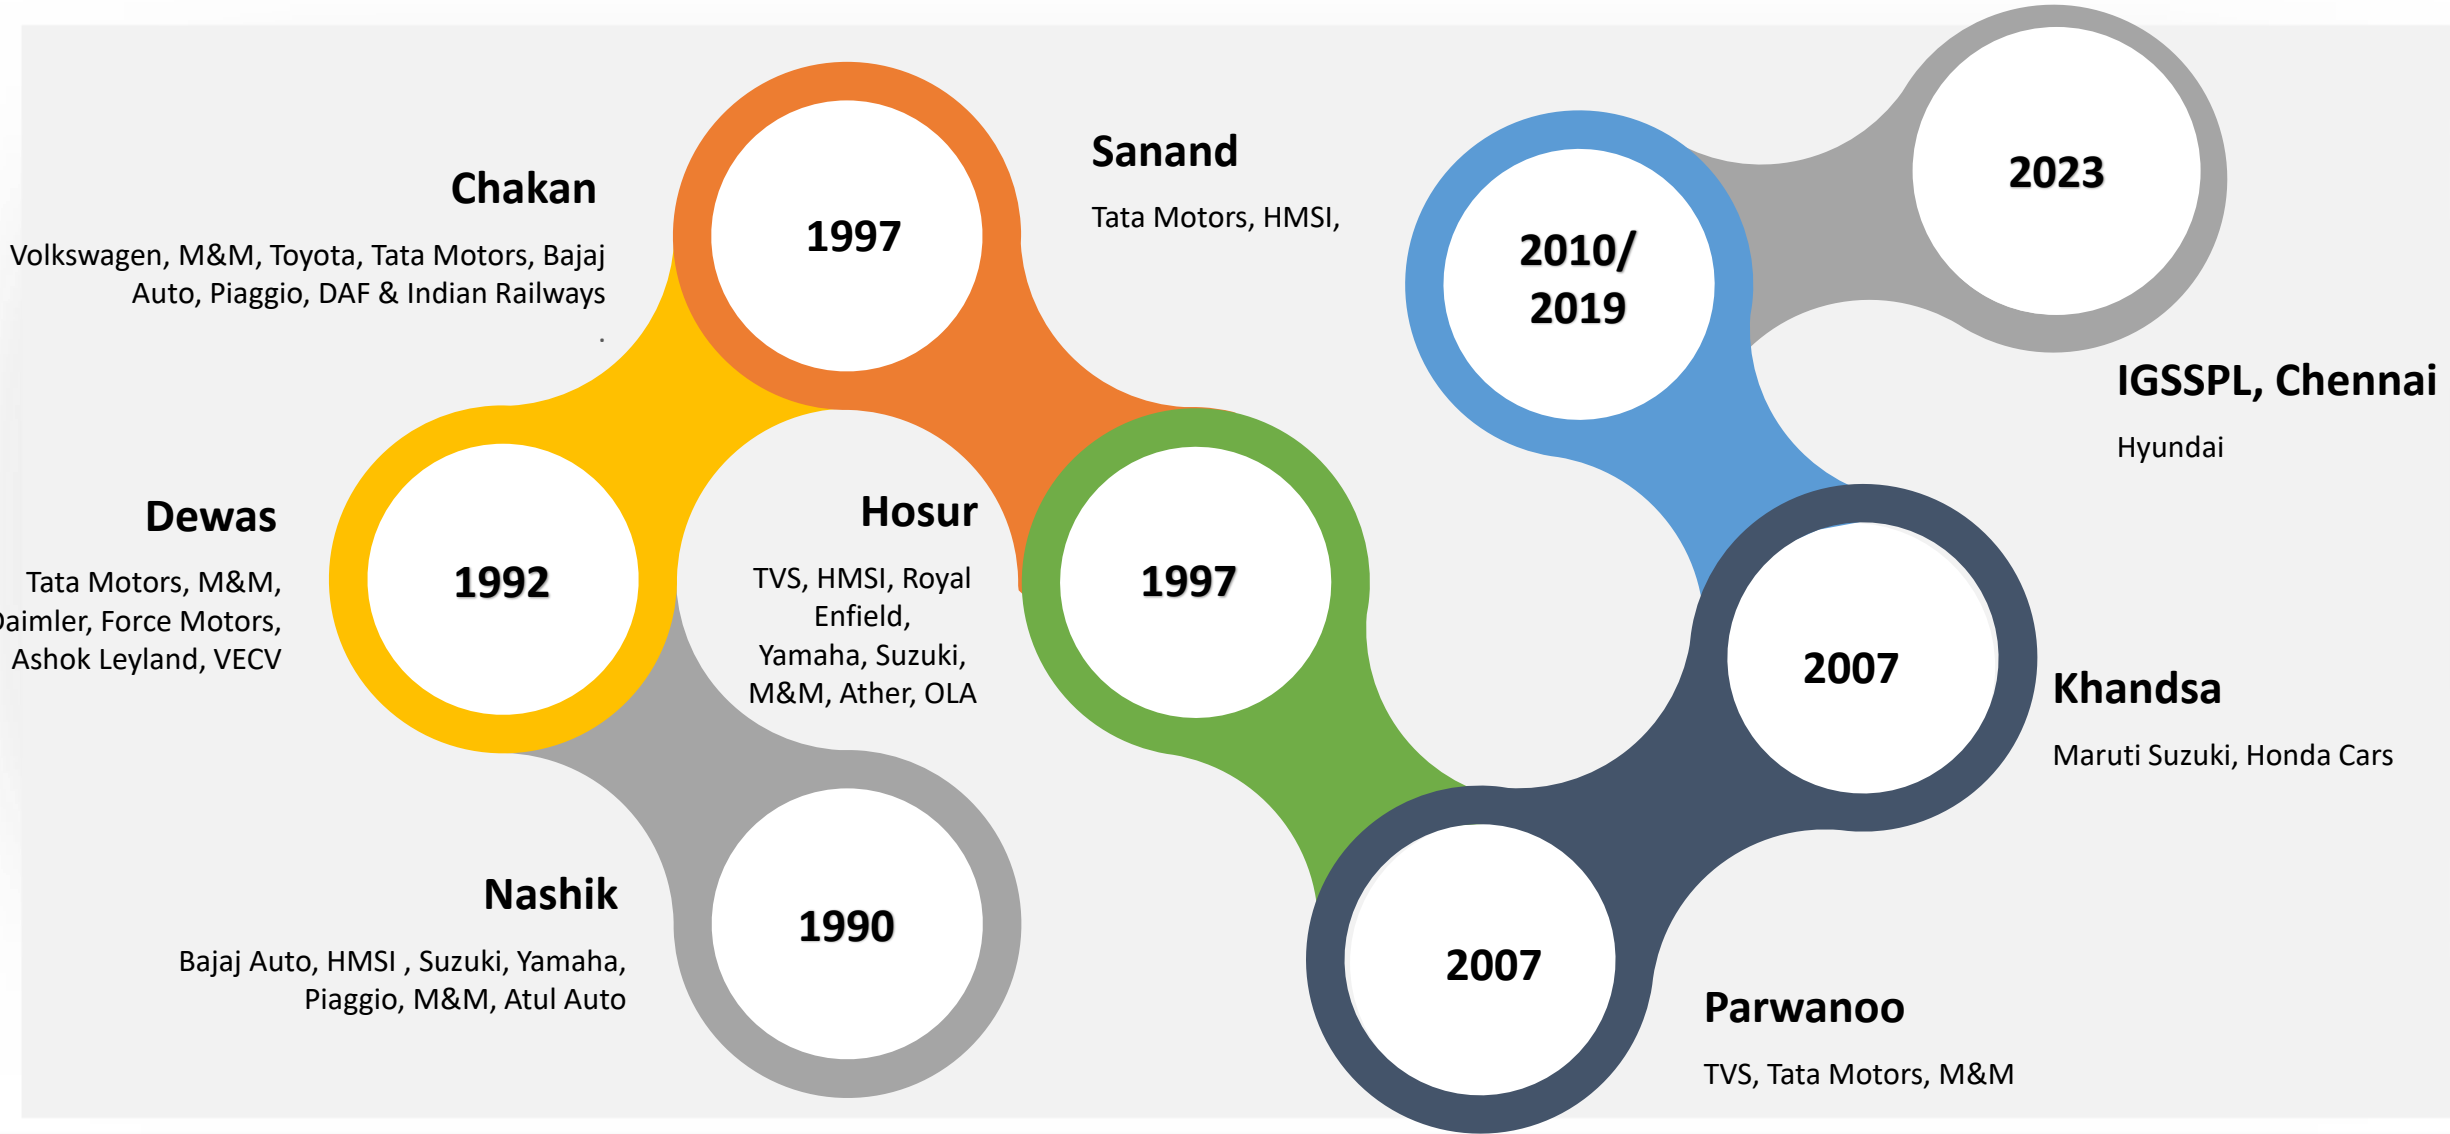 Chakan
Volkswagen, M&M, Toyota, Tata Motors, Bajaj
Auto, Piaggio, DAF & Indian Railways
.
1997
Sanand
Tata Motors, HMSI,
2010/
2019
2023
IGSSPL, Chennai
Hyundai
Dewas
Tata Motors, M&M,
Daimler, Force Motors,
Ashok Leyland, VECV
1992
Hosur
TVS, HMSI, Royal
Enfield,
Yamaha, Suzuki,
M&M, Ather, OLA
1997
2007
Khandsa
Maruti Suzuki, Honda Cars
Nashik
Bajaj Auto, HMSI , Suzuki, Yamaha,
Piaggio, M&M, Atul Auto
1990
2007
Parwanoo
TVS, Tata Motors, M&M